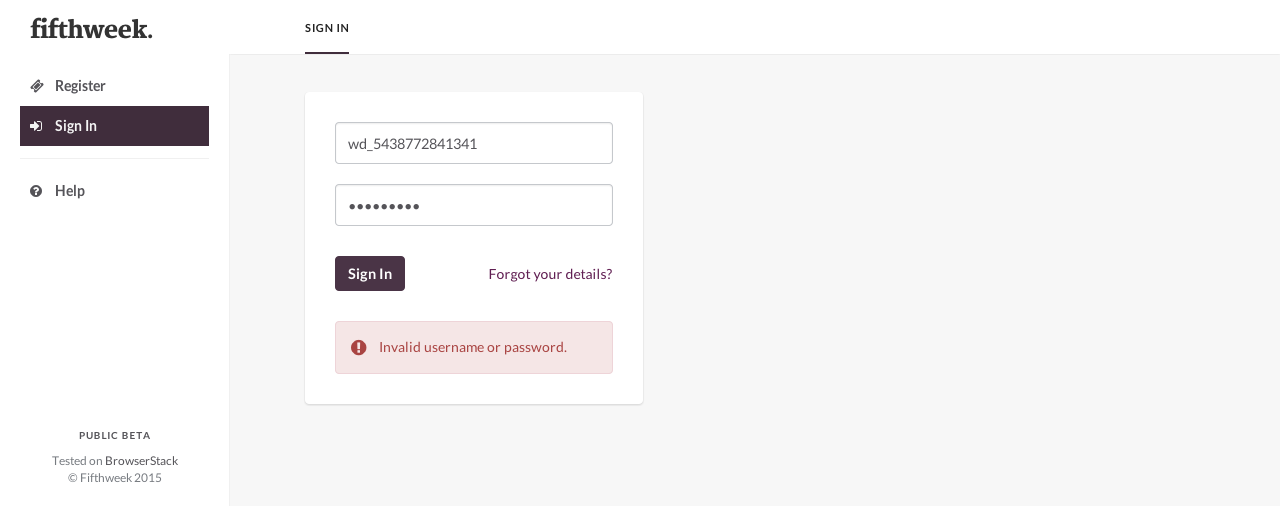 fifthweek.
SIGN IN
Register
Sign In
Help
wd_5438772841341
•••••••••
Sign In
Forgot your details?
Invalid username or password.
PUBLIC BETA
Tested on BrowserStack
© Fifthweek 2015